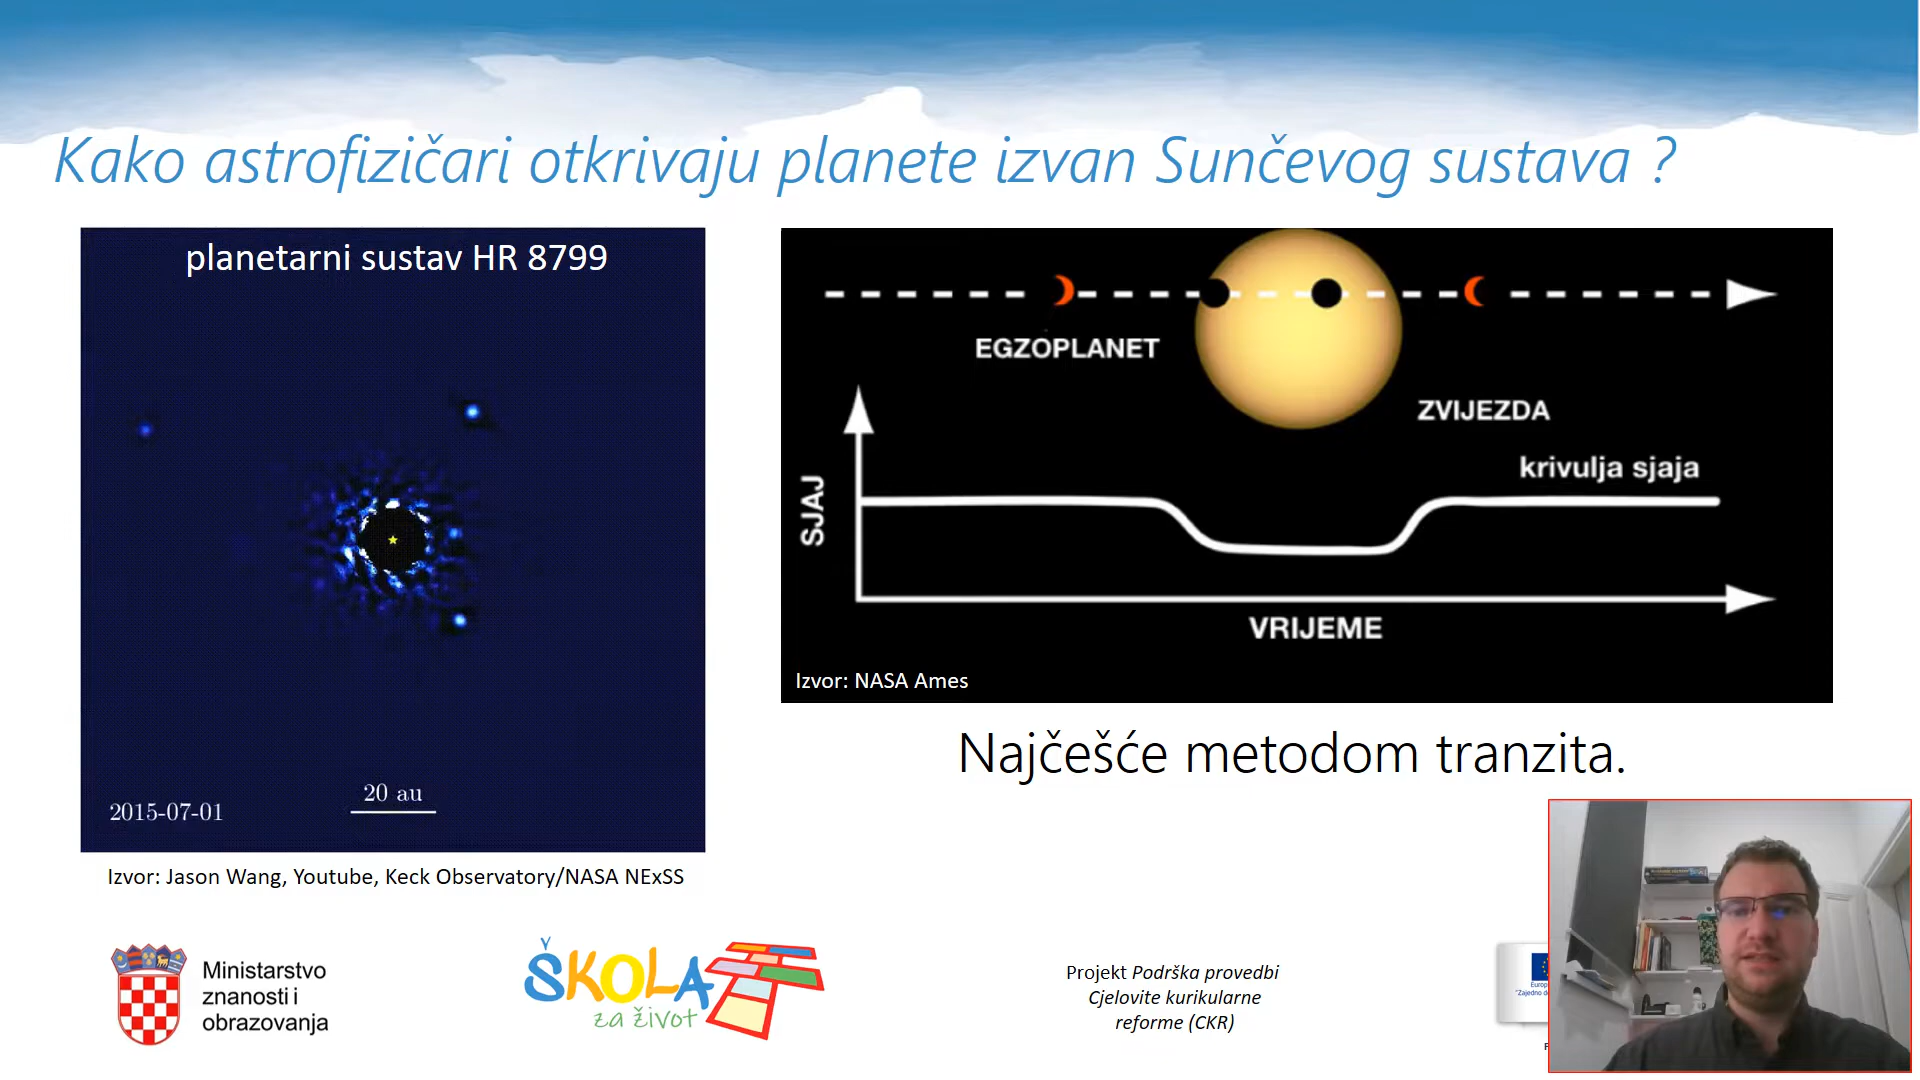 Kako astrofizičari otkrivaju planete izvan Sunčevog sustava ?
planetarni sustav HR 8799
20 au
2015-07-01
Izvor: Jason Wang, Youtube, Keck Observatory/NASA NExSS
EGZOPLANET
ZVIJEZDA
krivulja sjaja
SJAJ
VRIJEME
Izvor: NASA Ames
Najčešće metodom tranzita.
Ministarstvo
znanosti i
obrazovanja
ŠKOLA
za život
Projekt Podrška provedbi
Cjelovite kurikularne
reforme (CKR)